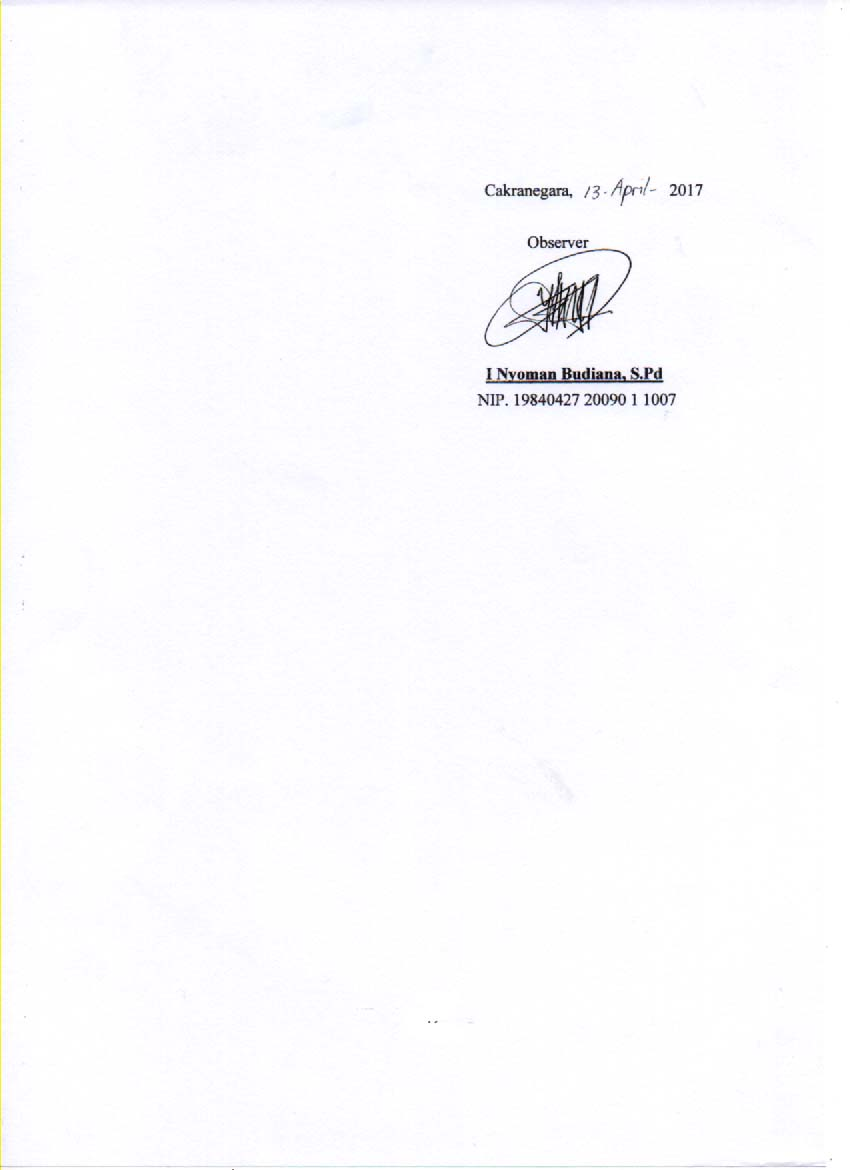 Cakranegara, 13 - April - 2017
Observer
I Nyoman Budiana, S.Pd
NIP. 19840427 20090 1 1007